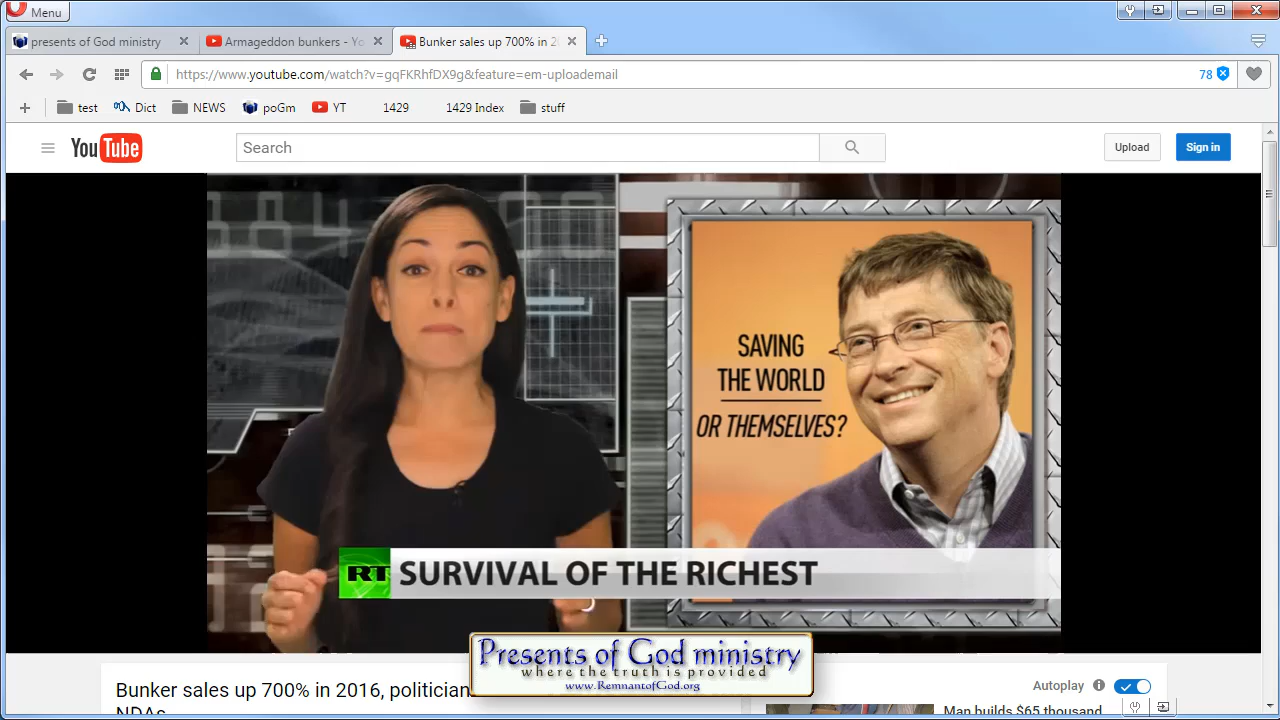 Menu
presents of God ministry
Armageddon bunkers - Yo
Bunker sales up 700% in 2
https://www.youtube.com/watch?v=gqFKRhfDX9g&feature=em-uploademail
78
test
Dict
NEWS
poGm
YT
1429
1429 Index
stuff
YouTube
Search
Upload
Sign in
SAVING
THE WORLD
OR THEMSELVES?
RT SURVIVAL OF THE RICHEST
Presents of God ministry
where the truth is provided
www.RemnantofGod.org
Bunker sales up 700% in 2016, politician
NDAs
Autoplay
Man builds $65 thousand